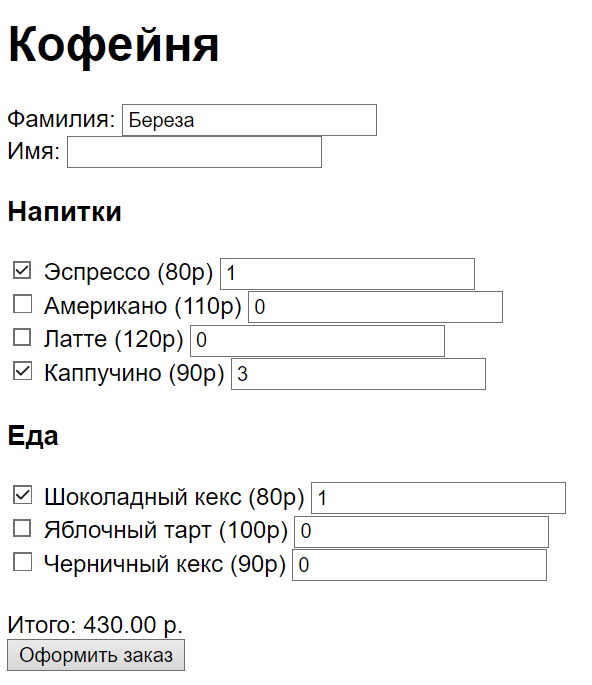 Кофейня
Фамилия: Береза
Имя:
Напитки
Эспрессо (80р) 1
Американо (110р) 0
Латте (120р) 0
Каппучино (90р) 3
Еда
Шоколадный кекс (80р) 1
Яблочный тарт (100р) 0
Черничный кекс (90р) 0
Итого: 430.00 р.
Оформить заказ